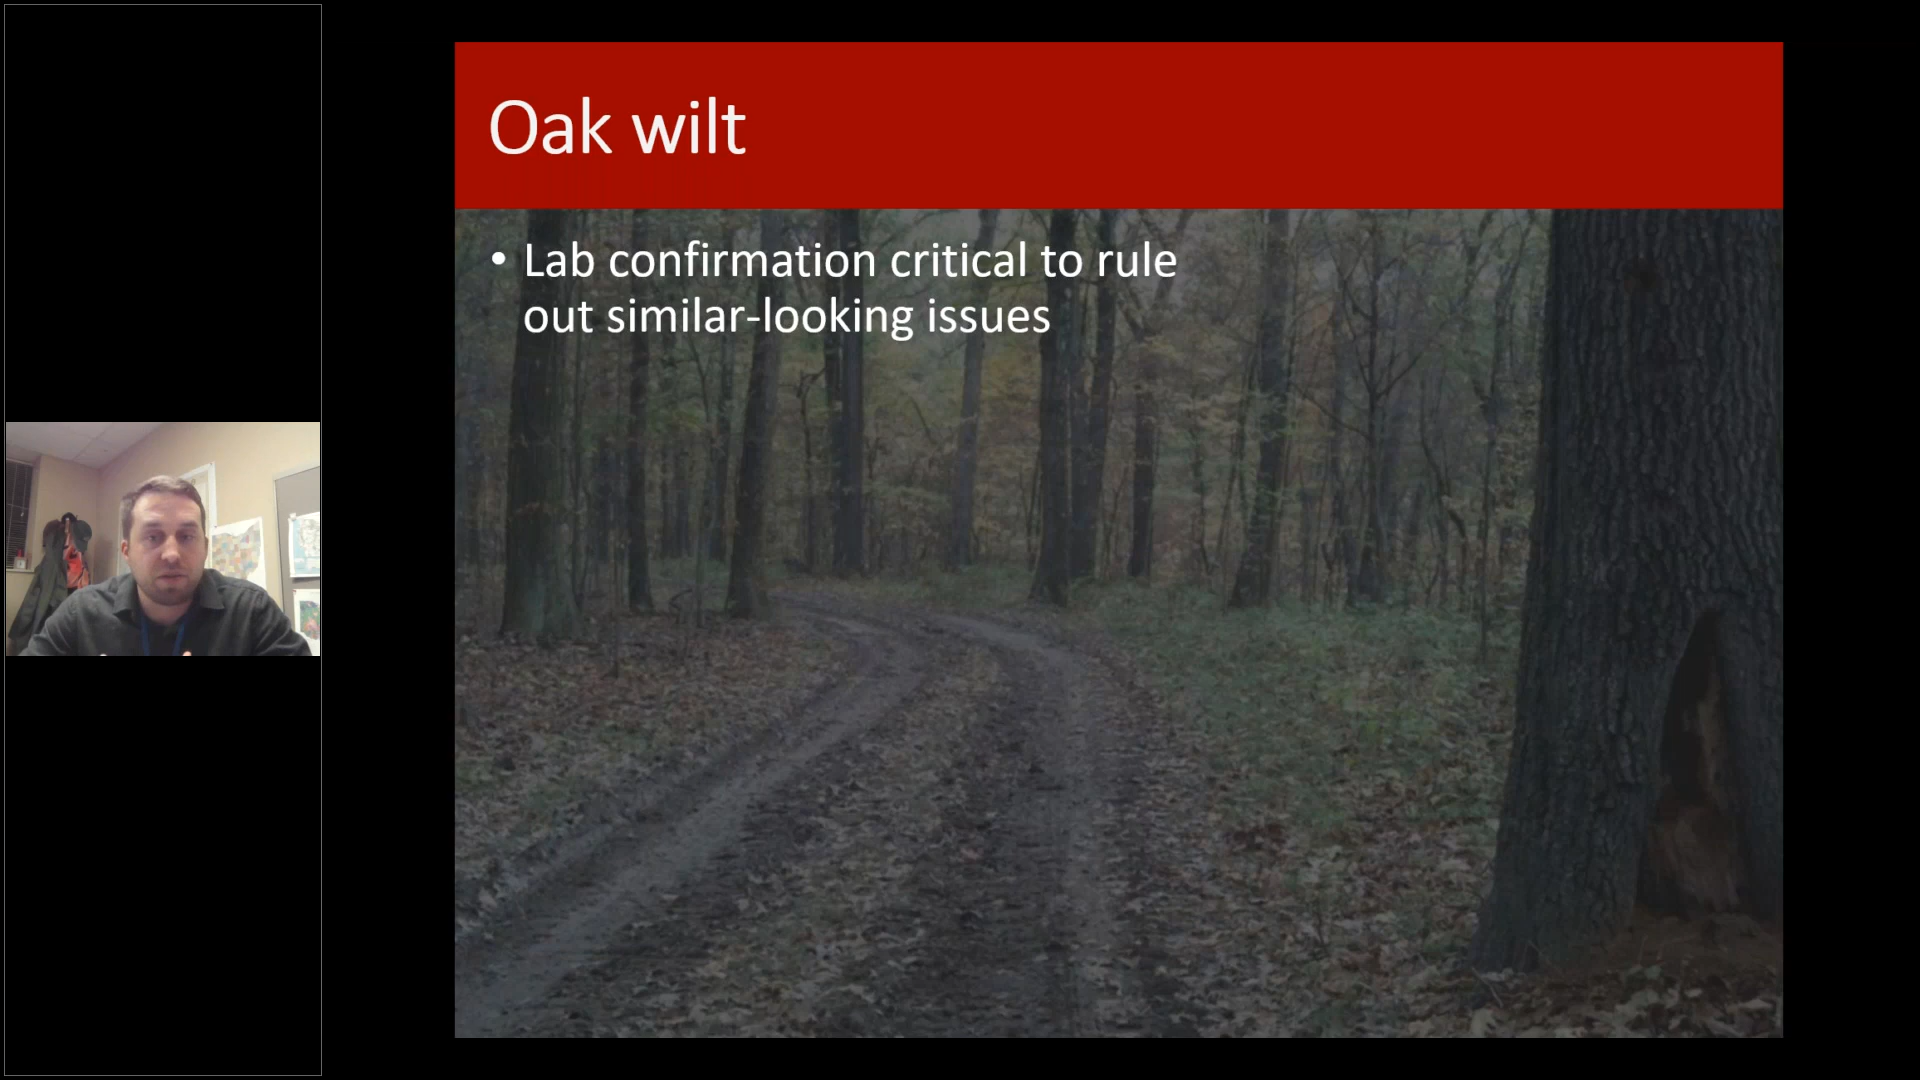 Oak wilt
• Lab confirmation critical to rule
out similar-looking issues